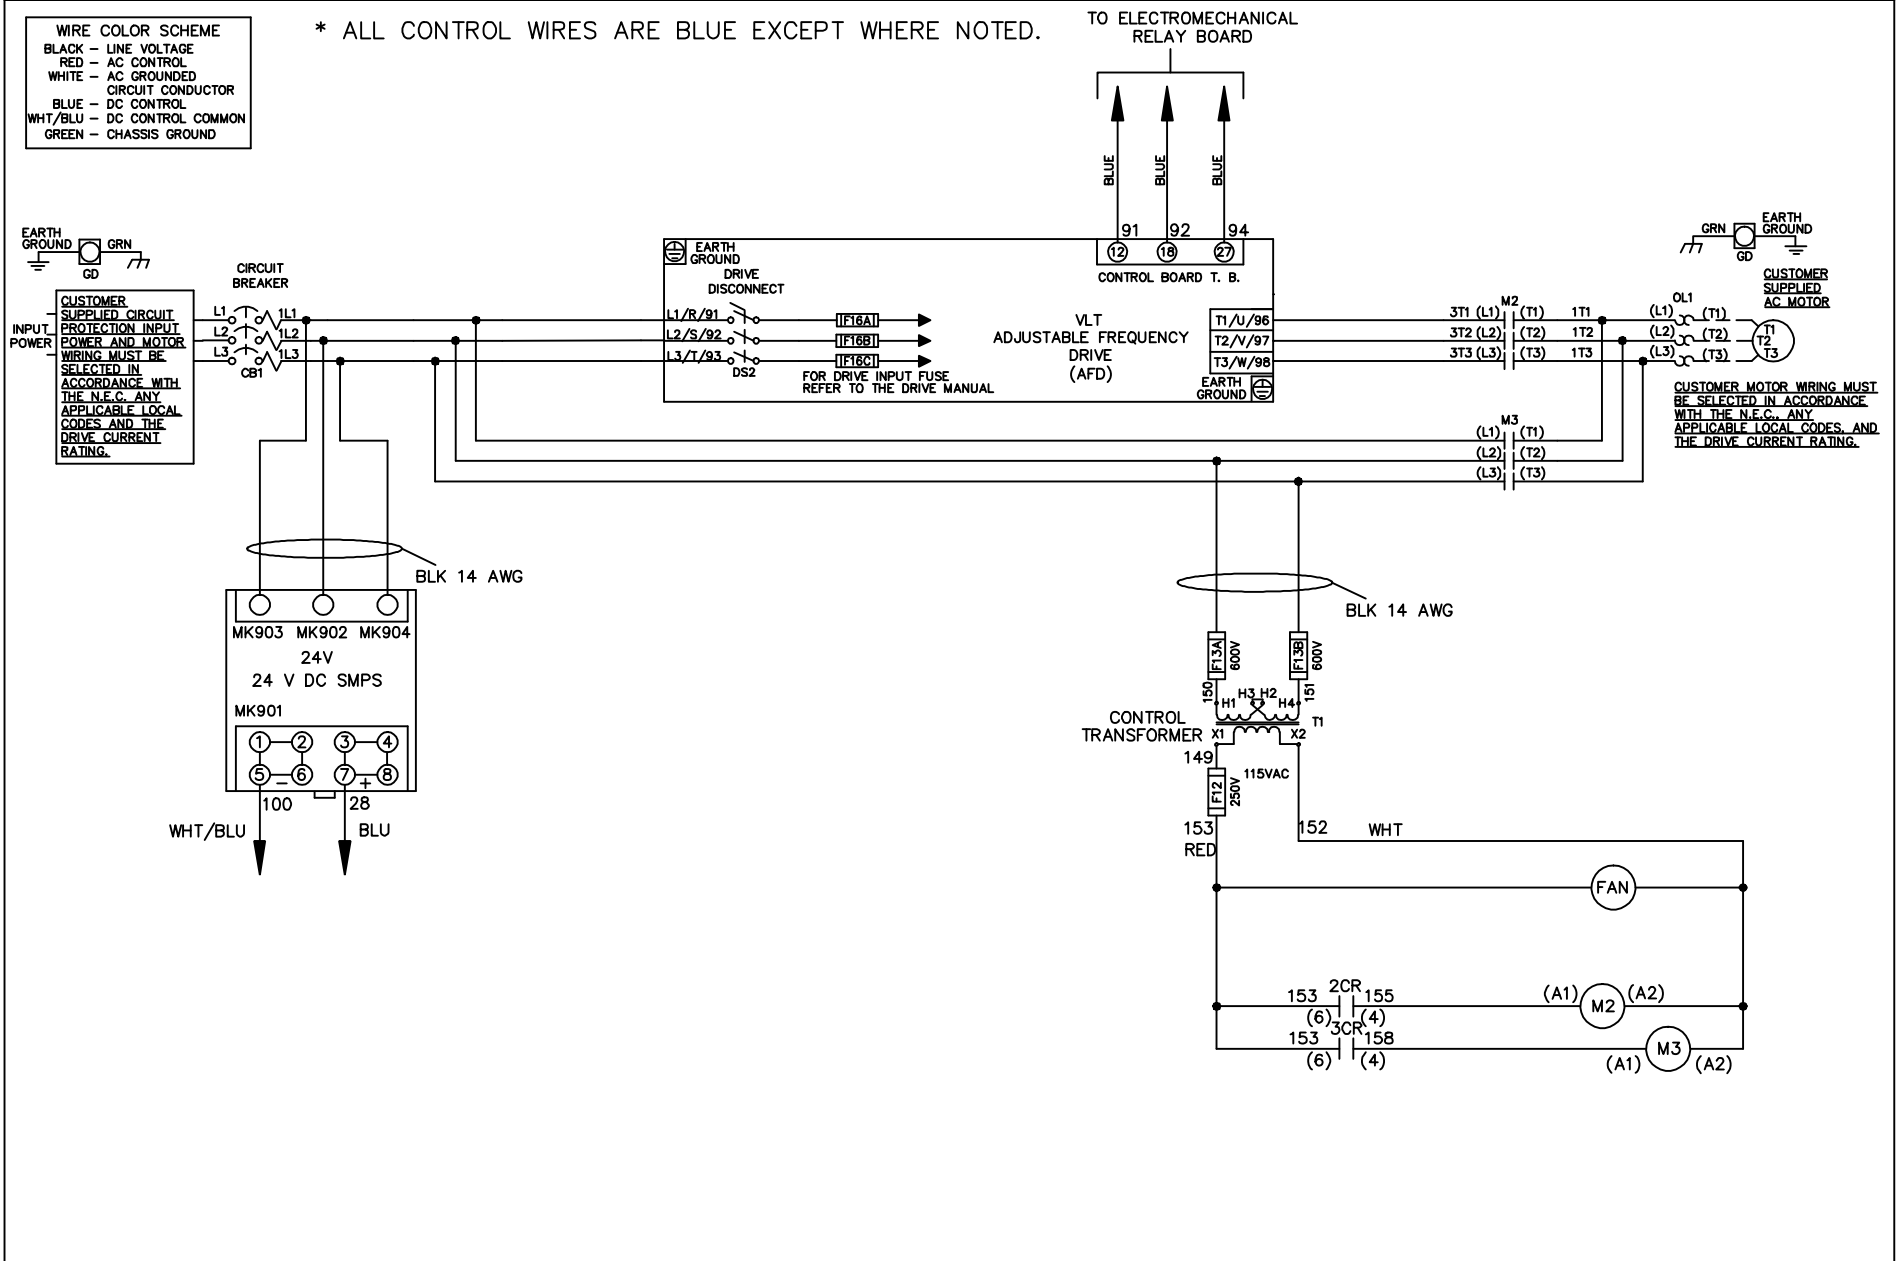 WIRE COLOR SCHEME
BLACK – LINE VOLTAGE
RED – AC CONTROL
WHITE – AC GROUNDED
CIRCUIT CONDUCTOR
BLUE – DC CONTROL
WHT/BLU – DC CONTROL COMMON
GREEN – CHASSIS GROUND
* ALL CONTROL WIRES ARE BLUE EXCEPT WHERE NOTED.
TO ELECTROMECHANICAL
RELAY BOARD
BLUE
BLUE
BLUE
91 92 94
12 18 27
CONTROL BOARD T. B.
EARTH
GROUND
GRN
GD
CIRCUIT
BREAKER
INPUT
POWER
CUSTOMER
SUPPLIED CIRCUIT
PROTECTION INPUT
POWER AND MOTOR
WIRING MUST BE
SELECTED IN
ACCORDANCE WITH
THE N.E.C. ANY
APPLICABLE LOCAL
CODES AND THE
DRIVE CURRENT
RATING.
L1 1L1
L2 1L2
L3 1L3
CB1
EARTH
GROUND
DRIVE
DISCONNECT
L1/R/91
L2/S/92
L3/T/93
DS2
F16A
F16B
F16C
FOR DRIVE INPUT FUSE
REFER TO THE DRIVE MANUAL
VLT
ADJUSTABLE FREQUENCY
DRIVE
(AFD)
T1/U/96
T2/V/97
T3/W/98
EARTH
GROUND
M2
3T1 (L1) (T1) 1T1
3T2 (L2) (T2) 1T2
3T3 (L3) (T3) 1T3
M3
(L1) (T1)
(L2) (T2)
(L3) (T3)
OL1
(L1) (T1)
(L2) (T2)
(L3) (T3)
T1
T2
T3
GRN
GD
EARTH
GROUND
CUSTOMER
SUPPLIED
AC MOTOR
CUSTOMER MOTOR WIRING MUST
BE SELECTED IN ACCORDANCE
WITH THE N.E.C., ANY
APPLICABLE LOCAL CODES, AND
THE DRIVE CURRENT RATING.
BLK 14 AWG
MK903 MK902 MK904
24V
24 V DC SMPS
MK901
1 2 3 4
5 – 6 7 + 8
100 28
WHT/BLU BLU
BLK 14 AWG
F13A
600V
F13B
600V
150
151
H1 H3 H2 H4
T1
CONTROL
TRANSFORMER
X1 X2
149
115VAC
F12
250V
153
RED
152 WHT
FAN
2CR
153 155
(6) (4)
(A1) M2 (A2)
3CR
153 158
(6) (4)
(A1) M3 (A2)